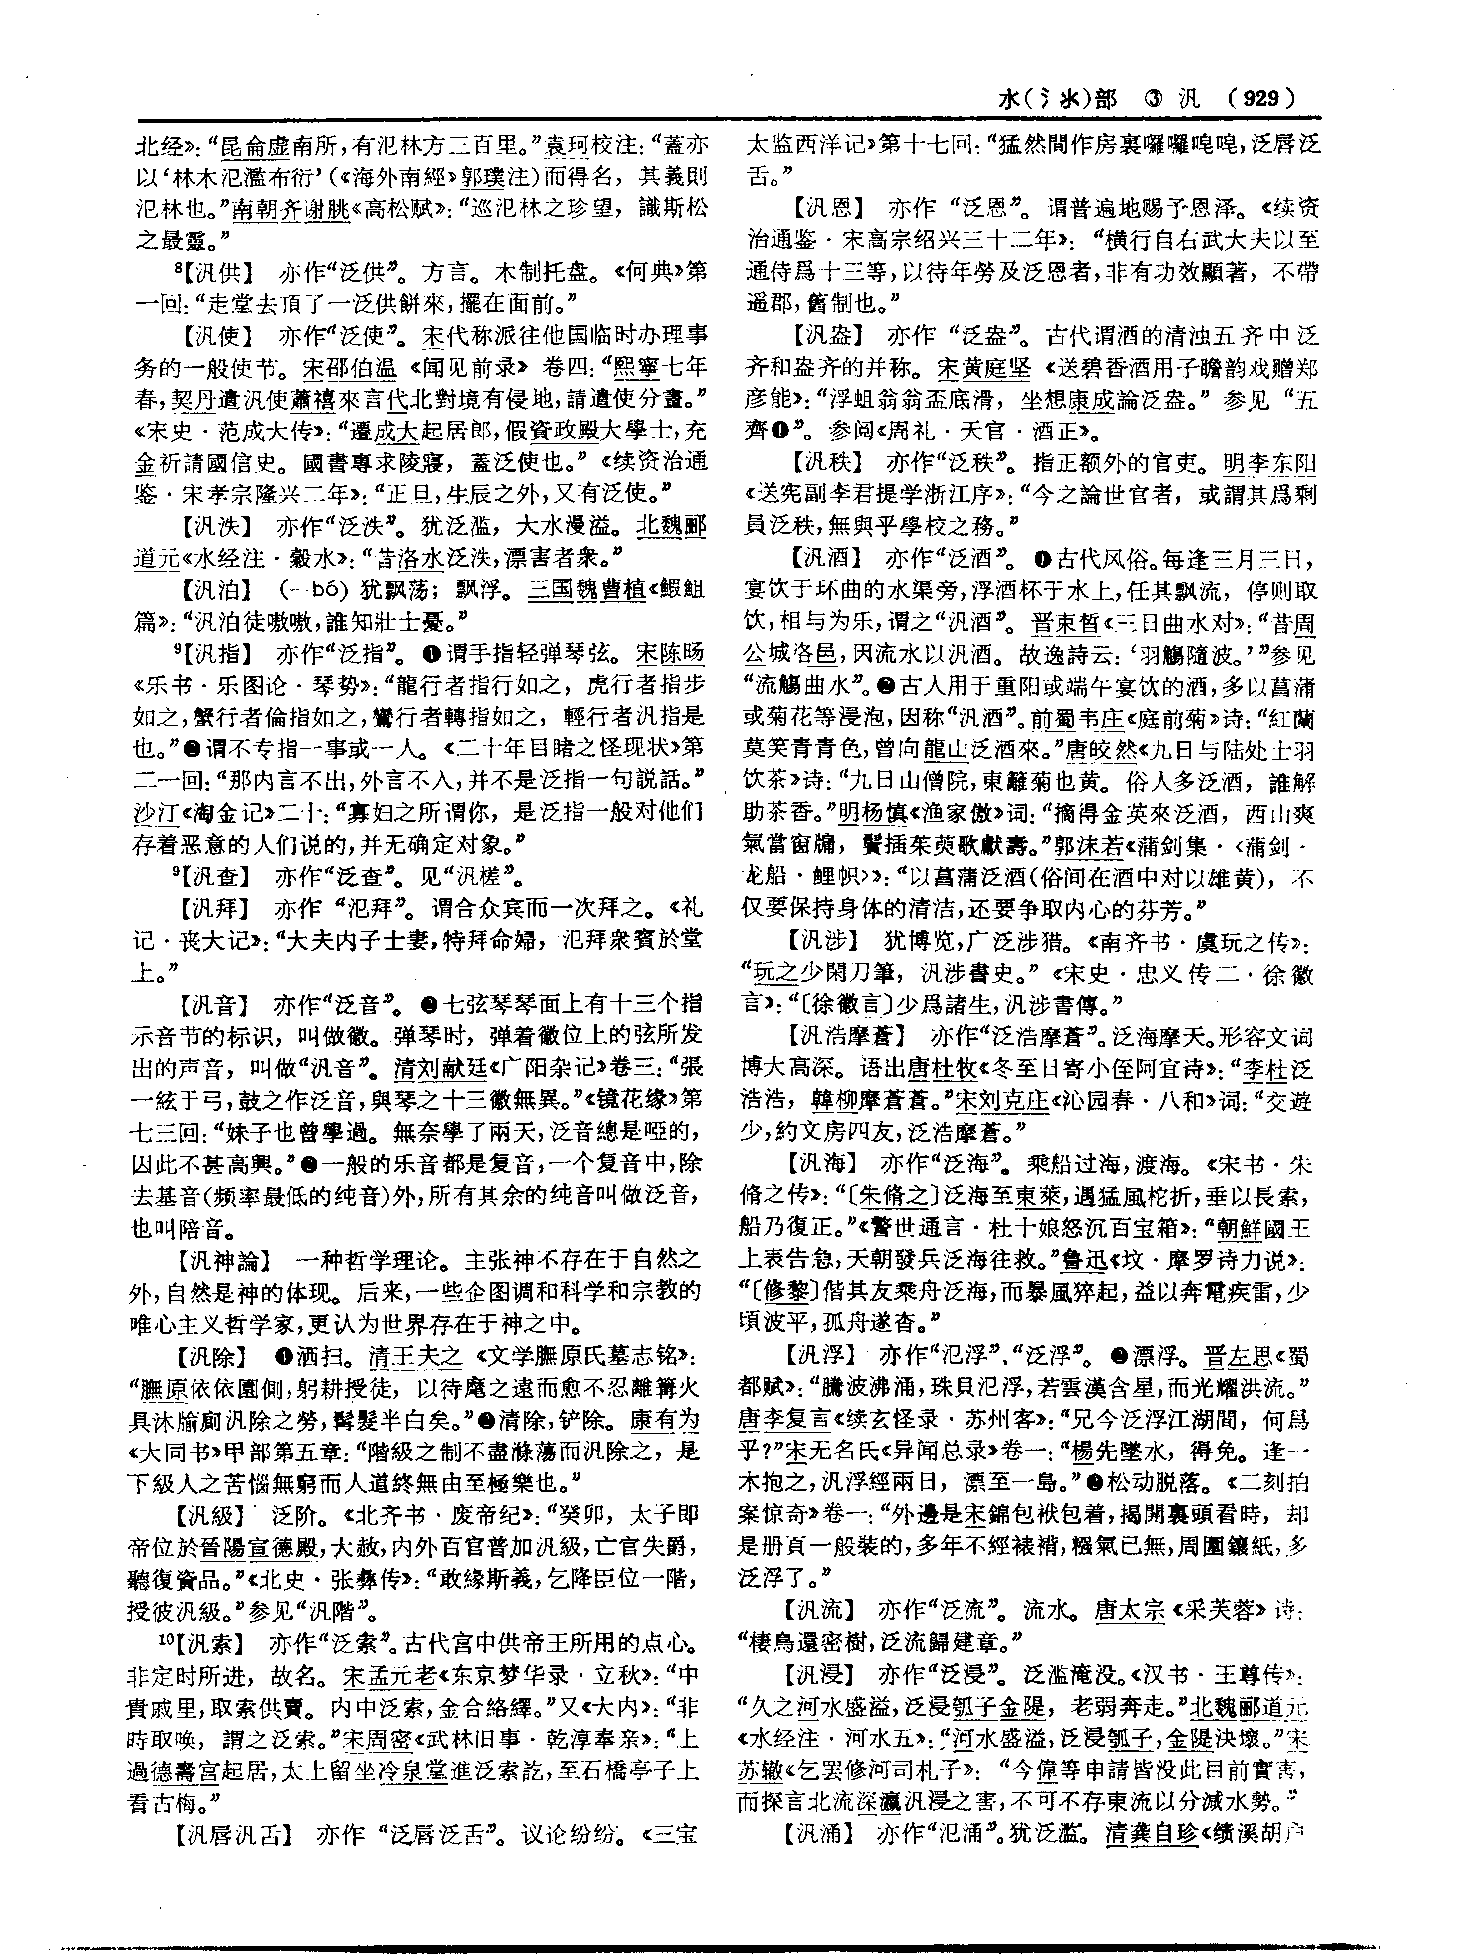 水(氵氺)部 ③ 汎 (929)
北经》：“昆侖虚南所，有氾林方三百里。”袁珂校注：“蓋亦
以‘林木氾濫布衍’（《海外南經》郭璞注）而得名，其義則
氾林也。”南朝齐谢朓《高松赋》：“巡氾林之珍望，識斯松
之最靈。”
8【汎供】 亦作“泛供”。方言。木制托盘。《何典》第
一回：“走堂去頂了一泛供餅來，擺在面前。”
【汎使】 亦作“泛使”。宋代称派往他国临时办理事
务的一般使节。宋邵伯温《闻见前录》卷四：“熙寧七年
春，契丹遣汎使蕭禧來言代北對境有侵地，請遣使分畫。”
《宋史·范成大传》：“遷成大起居郎，假資政殿大學士，充
金祈請國信史。國書專求陵寢，蓋泛使也。”《续资治通
鉴·宋孝宗隆兴二年》：“正旦，生辰之外，又有泛使。”
【汎泆】 亦作“泛泆”。犹泛滥，大水漫溢。北魏郦
道元《水经注·穀水》：“昔洛水泛泆，漂害者衆。”
【汎泊】 (—bó) 犹飘荡；飘浮。三国魏曹植《鰕䱇
篇》：“汎泊徒嗷嗷，誰知壯士憂。”
9【汎指】 亦作“泛指”。❶谓手指轻弹琴弦。宋陈旸
《乐书·乐图论·琴势》：“龍行者指行如之，虎行者指步
如之，蟹行者倫指如之，鸞行者轉指如之，輕行者汎指是
也。”❷谓不专指一事或一人。《二十年目睹之怪现状》第
二一回：“那内言不出，外言不入，并不是泛指一句説話。”
沙汀《淘金记》二十：“寡妇之所谓你，是泛指一般对他们
存着恶意的人们说的，并无确定对象。”
9【汎查】 亦作“泛查”。见“汎槎”。
【汎拜】 亦作“氾拜”。谓合众宾而一次拜之。《礼
记·丧大记》：“大夫内子士妻，特拜命婦，氾拜衆賓於堂
上。”
【汎音】 亦作“泛音”。❶七弦琴琴面上有十三个指
示音节的标识，叫做徽。弹琴时，弹着徽位上的弦所发
出的声音，叫做“汎音”。清刘献廷《广阳杂记》卷三：“張
一絃于弓，鼓之作泛音，與琴之十三徽無異。”《镜花缘》第
七三回：“妹子也曾學過。無奈學了兩天，泛音總是啞的，
因此不甚高興。”❷一般的乐音都是复音，一个复音中，除
去基音（频率最低的纯音）外，所有其余的纯音叫做泛音，
也叫陪音。
【汎神論】 一种哲学理论。主张神不存在于自然之
外，自然是神的体现。后来，一些企图调和科学和宗教的
唯心主义哲学家，更认为世界存在于神之中。
【汎除】 ❶洒扫。清王夫之《文学膴原氏墓志铭》：
“膴原依依園側，躬耕授徒，以待麾之遠而愈不忍離篝火
具沐牏廁汎除之勞，髯髮半白矣。”❷清除，铲除。康有为
《大同书》甲部第五章：“階級之制不盡滌蕩而汎除之，是
下級人之苦惱無窮而人道終無由至極樂也。”
【汎級】 泛阶。《北齐书·废帝纪》：“癸卯，太子即
帝位於晉陽宣德殿，大赦，内外百官普加汎級，亡官失爵，
聽復資品。”《北史·张彝传》：“敢缘斯義，乞降臣位一階，
授彼汎級。”参见“汎階”。
10【汎索】 亦作“泛索”。古代宫中供帝王所用的点心。
非定时所进，故名。宋孟元老《东京梦华录·立秋》：“中
貴戚里，取索供賣。内中泛索，金合絡繹。”又《大内》：“非
時取唤，謂之泛索。”宋周密《武林旧事·乾淳奉亲》：“上
過德壽宫起居，太上留坐冷泉堂進泛索訖，至石橋亭子上
看古梅。”
【汎唇汎舌】 亦作“泛唇泛舌”。议论纷纷。《三宝
太监西洋记》第十七回：“猛然間作房裏囉囉唣唣，泛唇泛
舌。”
【汎恩】 亦作“泛恩”。谓普遍地赐予恩泽。《续资
治通鉴·宋高宗绍兴三十二年》：“横行自右武大夫以至
通侍爲十三等，以待年勞及泛恩者，非有功效顯著，不帶
遥郡，舊制也。”
【汎盎】 亦作“泛盎”。古代谓酒的清浊五齐中泛
齐和盎齐的并称。宋黄庭坚《送碧香酒用子瞻韵戏赠郑
彦能》：“浮蛆翁翁盃底滑，坐想康成論泛盎。”参见“五
齊❶”。参阅《周礼·天官·酒正》。
【汎秩】 亦作“泛秩”。指正额外的官吏。明李东阳
《送宪副李君提学浙江序》：“今之論世官者，或謂其爲剩
員泛秩，無與乎學校之務。”
【汎酒】 亦作“泛酒”。❶古代风俗。每逢三月三日，
宴饮于环曲的水渠旁，浮酒杯于水上，任其飘流，停则取
饮，相与为乐，谓之“汎酒”。晋束皙《三日曲水对》：“昔周
公城洛邑，因流水以汎酒。故逸詩云：‘羽觴隨波。’”参见
“流觴曲水”。❷古人用于重阳或端午宴饮的酒，多以菖蒲
或菊花等浸泡，因称“汎酒”。前蜀韦庄《庭前菊》诗：“紅蘭
莫笑青青色，曾向龍山泛酒來。”唐皎然《九日与陆处士羽
饮茶》诗：“九日山僧院，東籬菊也黄。俗人多泛酒，誰解
助茶香。”明杨慎《渔家傲》词：“摘得金英來泛酒，西山爽
氣當窗牖，鬢插茱萸歌獻壽。”郭沫若《蒲剑集·〈蒲剑·
龙船·鲤帜〉》：“以菖蒲泛酒（俗间在酒中对以雄黄），不
仅要保持身体的清洁，还要争取内心的芬芳。”
【汎涉】 犹博览，广泛涉猎。《南齐书·虞玩之传》：
“玩之少閑刀筆，汎涉書史。”《宋史·忠义传二·徐徽
言》：“〔徐徽言〕少爲諸生，汎涉書傳。”
【汎浩摩蒼】 亦作“泛浩摩蒼”。泛海摩天。形容文词
博大高深。语出唐杜牧《冬至日寄小侄阿宜诗》：“李杜泛
浩浩，韓柳摩蒼蒼。”宋刘克庄《沁园春·八和》词：“交遊
少，約文房四友，泛浩摩蒼。”
【汎海】 亦作“泛海”。乘船过海，渡海。《宋书·朱
脩之传》：“〔朱脩之〕泛海至東萊，遇猛風柁折，垂以長索，
船乃復正。”《警世通言·杜十娘怒沉百宝箱》：“朝鮮國王
上表告急，天朝發兵泛海往救。”鲁迅《坟·摩罗诗力说》：
“〔修黎〕偕其友乘舟泛海，而暴風猝起，益以奔電疾雷，少
頃波平，孤舟遂杳。”
【汎浮】 亦作“氾浮”、“泛浮”。❶漂浮。晋左思《蜀
都赋》：“騰波沸涌，珠貝氾浮，若雲漢含星，而光耀洪流。”
唐李复言《续玄怪录·苏州客》：“兄今泛浮江湖間，何爲
乎？”宋无名氏《异闻总录》卷一：“楊先墜水，得免。逢一
木抱之，汎浮經兩日，漂至一島。”❷松动脱落。《二刻拍
案惊奇》卷一：“外邊是宋錦包袱包着，揭開裏頭看時，却
是册頁一般裝的，多年不經裱褙，糨氣已無，周圍鑲紙，多
泛浮了。”
【汎流】 亦作“泛流”。流水。唐太宗《采芙蓉》诗：
“棲烏還密樹，泛流歸建章。”
【汎浸】 亦作“泛浸”。泛滥淹没。《汉书·王尊传》：
“久之河水盛溢，泛浸瓠子金隄，老弱奔走。”北魏郦道元
《水经注·河水五》：“河水盛溢，泛浸瓠子，金隄决壞。”宋
苏辙《乞罢修河司札子》：“今偉等申請皆没此目前實害，
而探言北流深瀛汎浸之害，不可不存東流以分減水勢。”
【汎涌】 亦作“氾涌”。犹泛滥。清龚自珍《绩溪胡户